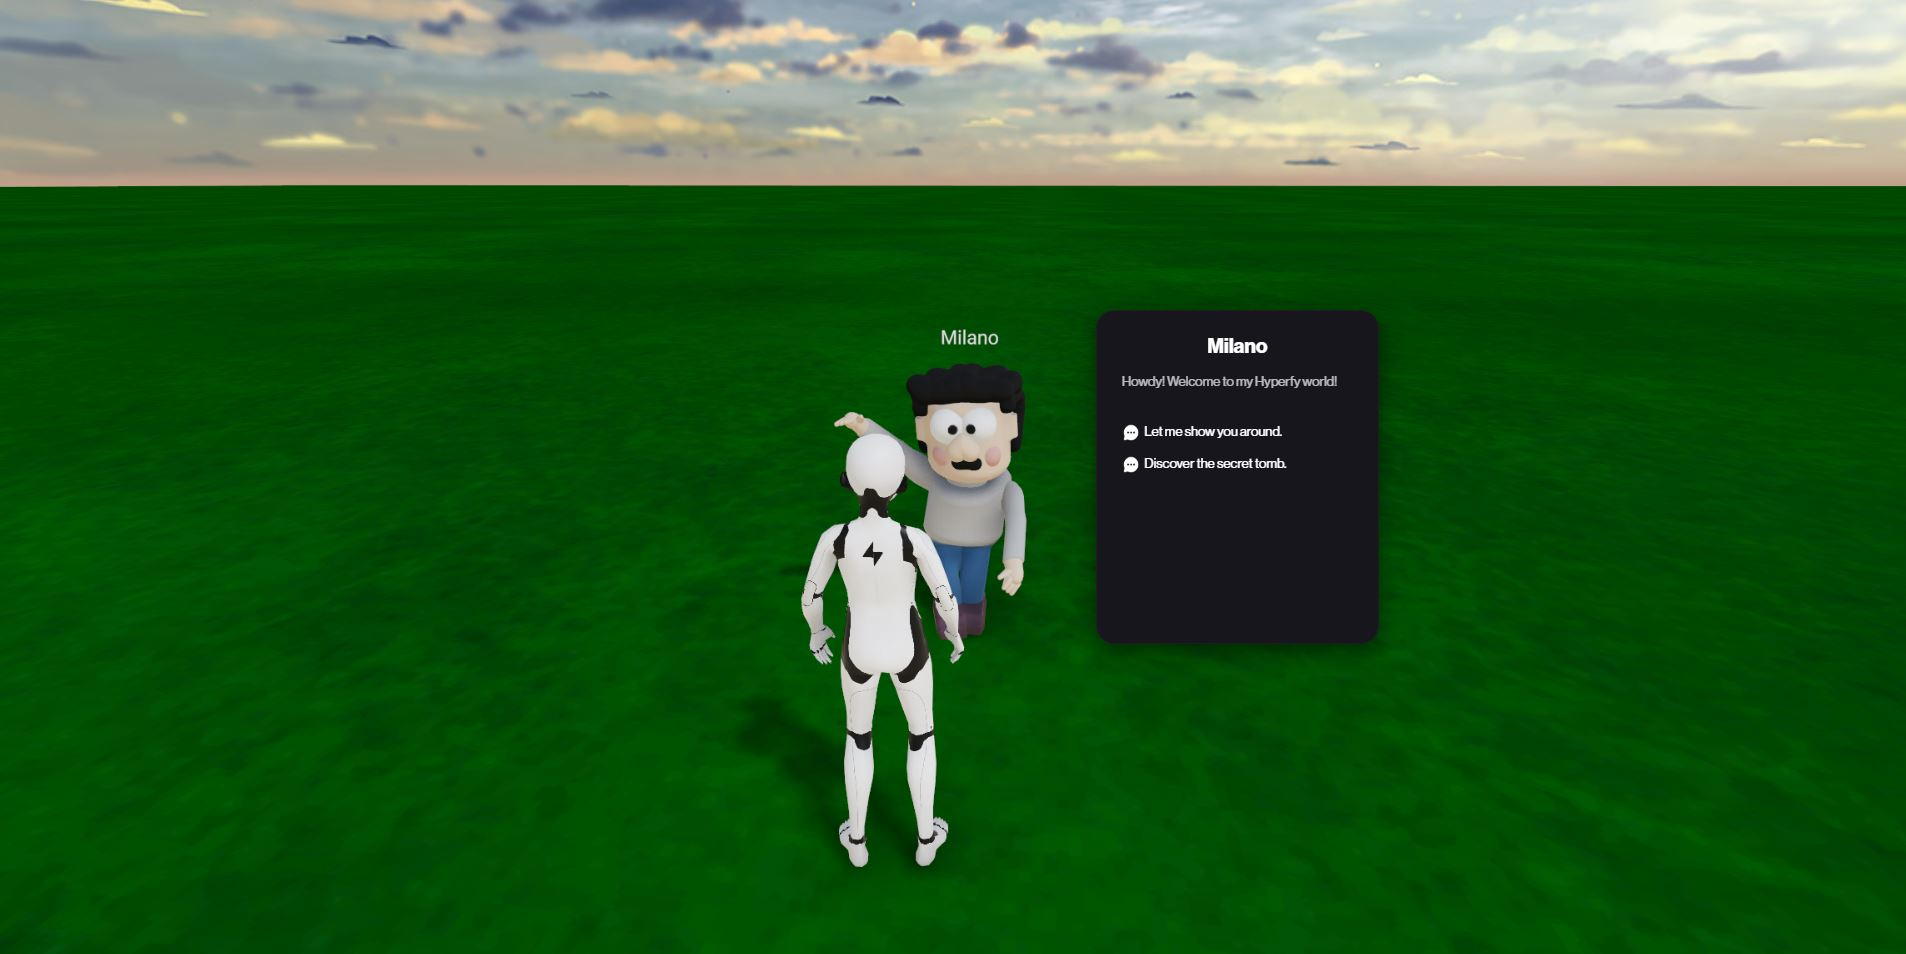 Milano
Milano
Howdy! Welcome to my Hyperfy world!
Let me show you around.
Discover the secret tomb.